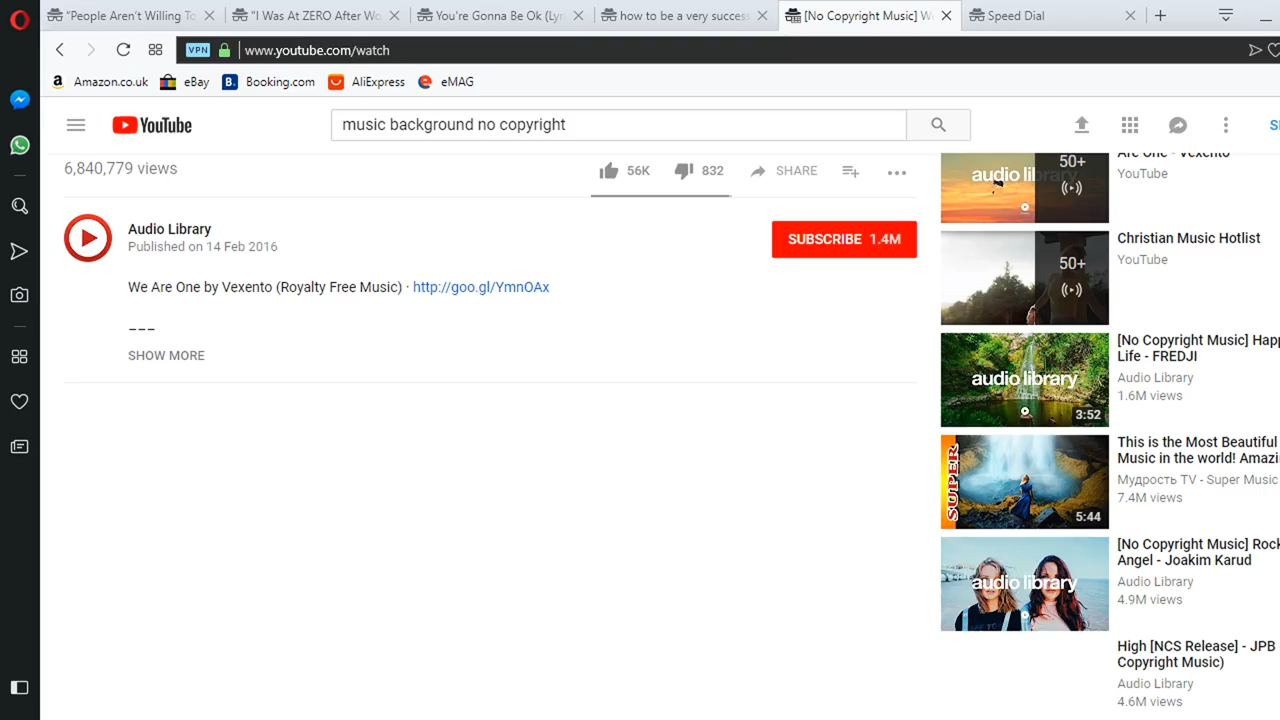 "People Aren't Willing To
"I Was At ZERO After Wo
You're Gonna Be Ok (Lyri
how to be a very success
[No Copyright Music] We
Speed Dial
VPN
www.youtube.com/watch
Amazon.co.uk
eBay
Booking.com
AliExpress
eMAG
YouTube
music background no copyright
6,840,779 views
56K
832
SHARE
Audio Library
Published on 14 Feb 2016
SUBSCRIBE 1.4M
We Are One by Vexento (Royalty Free Music) · http://goo.gl/YmnOAx
---
SHOW MORE
audio lib
50+
Are One - Vexento
YouTube
50+
Christian Music Hotlist
YouTube
audio library
3:52
[No Copyright Music] Happ
Life - FREDJI
Audio Library
1.6M views
SUPER
5:44
This is the Most Beautiful
Music in the world! Amazi
Мудрость TV - Super Music
7.4M views
audio library
[No Copyright Music] Rock
Angel - Joakim Karud
Audio Library
4.9M views
High [NCS Release] - JPB
Copyright Music)
Audio Library
4.6M views